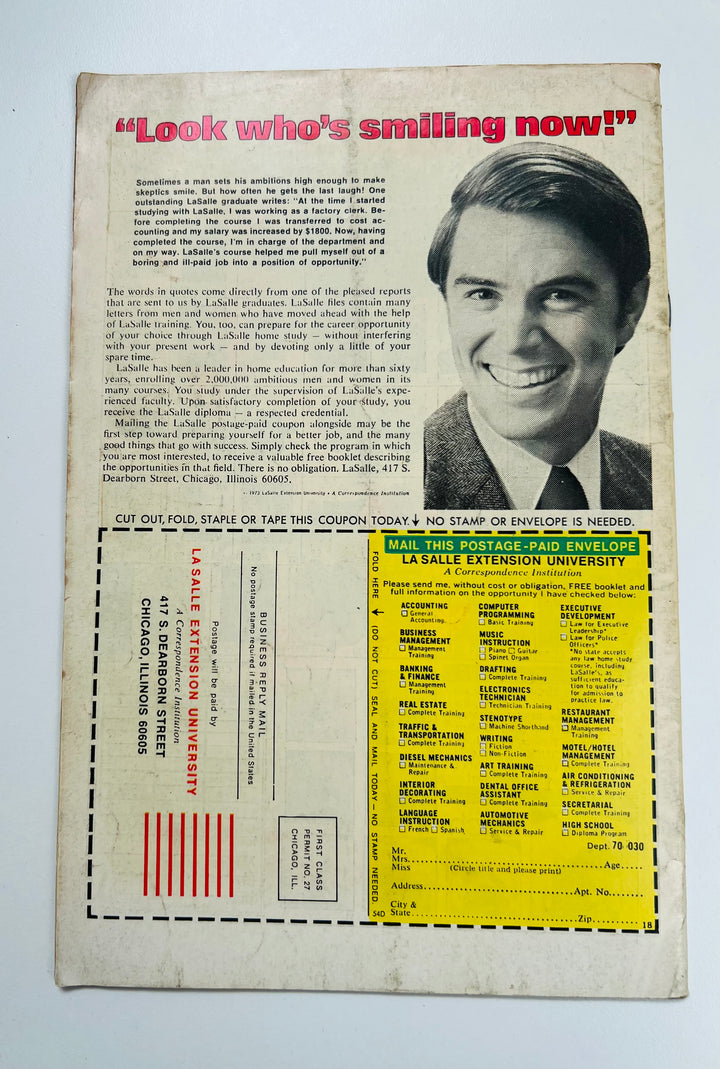 “Look who’s smiling now!”
Sometimes a man sets his ambitions high enough to make
skeptics smile. But how often he gets the last laugh! One
outstanding LaSalle graduate writes: "At the time I started
studying with LaSalle, I was working as a factory clerk. Be-
fore completing the course I was transferred to cost ac-
counting and my salary was increased by $1800. Now, having
completed the course, I'm in charge of the department and
on my way. LaSalle's course helped me pull myself out of a
boring and ill-paid job into a position of opportunity."
The words in quotes come directly from one of the pleased reports
that are sent to us by LaSalle graduates. LaSalle files contain many
letters from men and women who have moved ahead with the help
of LaSalle training. You, too, can prepare for the career opportunity
of your choice through LaSalle home study — without interfering
with your present work — and by devoting only a little of your
spare time.
LaSalle has been a leader in home education for more than sixty
years, enrolling over 2,000,000 ambitious men and women in its
many courses. You study under the supervision of LaSalle's expe-
rienced faculty. Upon satisfactory completion of your study, you
receive the LaSalle diploma — a respected credential.
Mailing the LaSalle postage-paid coupon alongside may be the
first step toward preparing yourself for a better job, and the many
good things that go with success. Simply check the program in which
you are most interested, to receive a valuable free booklet describing
the opportunities in that field. There is no obligation. LaSalle, 417 S.
Dearborn Street, Chicago, Illinois 60605.
1973 LaSalle Extension University • A Correspondence Institution
CUT OUT, FOLD, STAPLE OR TAPE THIS COUPON TODAY. ↓ NO STAMP OR ENVELOPE IS NEEDED.
FIRST CLASS
PERMIT NO. 27
CHICAGO, ILL.
BUSINESS REPLY MAIL
No postage stamp required if mailed in the United States
Postage will be paid by
LA SALLE EXTENSION UNIVERSITY
A Correspondence Institution
417 S. DEARBORN STREET
CHICAGO, ILLINOIS 60605
FOLD HERE → (DO NOT CUT) SEAL AND MAIL TODAY — NO STAMP NEEDED.
54D
MAIL THIS POSTAGE-PAID ENVELOPE
LA SALLE EXTENSION UNIVERSITY
A Correspondence Institution
Please send me, without cost or obligation, FREE booklet and
full information on the opportunity I have checked below:
ACCOUNTING
☐ General
Accounting.
BUSINESS
MANAGEMENT
☐ Management
Training
BANKING
& FINANCE
☐ Management
Training
REAL ESTATE
☐ Complete Training
TRAFFIC &
TRANSPORTATION
☐ Complete Training
DIESEL MECHANICS
☐ Maintenance &
Repair
INTERIOR
DECORATING
☐ Complete Training
LANGUAGE
INSTRUCTION
☐ French ☐ Spanish
COMPUTER
PROGRAMMING
☐ Basic Training
MUSIC
INSTRUCTION
☐ Piano ☐ Guitar
☐ Spinet Organ
DRAFTING
☐ Complete Training
ELECTRONICS
TECHNICIAN
☐ Technician Training
STENOTYPE
☐ Machine Shorthand
WRITING
☐ Fiction
☐ Non-Fiction
ART TRAINING
☐ Complete Training
DENTAL OFFICE
ASSISTANT
☐ Complete Training
AUTOMOTIVE
MECHANICS
☐ Service & Repair
EXECUTIVE
DEVELOPMENT
☐ Law for Executive
Leadership*
☐ Law for Police
Officers*
*No state accepts
any law home study
course, including
LaSalle's, as
sufficient educa-
tion to qualify
for admission to
practice law.
RESTAURANT
MANAGEMENT
☐ Management
Training
MOTEL/HOTEL
MANAGEMENT
☐ Complete Training
AIR CONDITIONING
& REFRIGERATION
☐ Service & Repair
SECRETARIAL
☐ Complete Training
HIGH SCHOOL
☐ Diploma Program
Dept. 70 030
Mr.
Mrs. Age
Miss (Circle title and please print)
Address Apt. No.
City &
State Zip
18